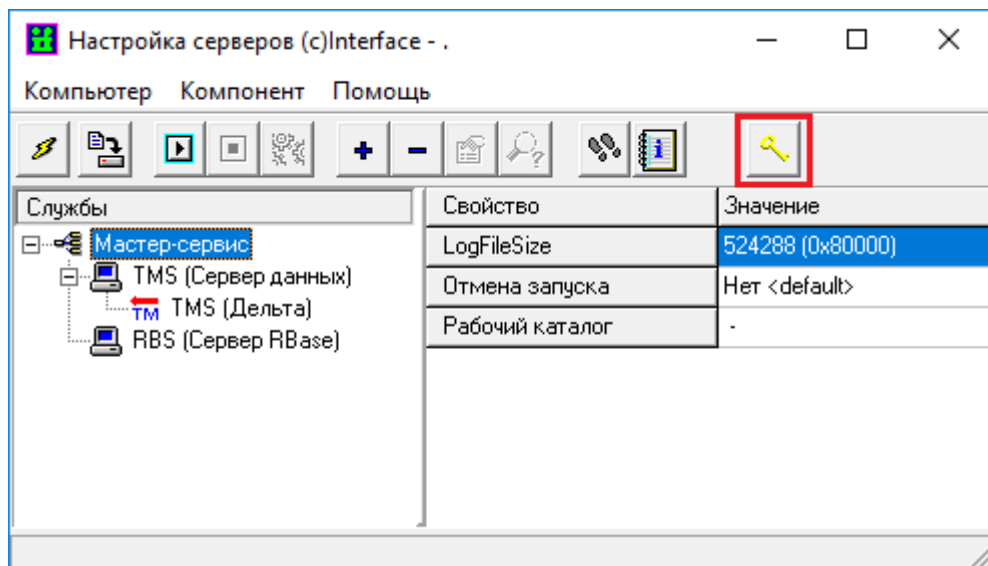 Настройка серверов (c)Interface - .
Компьютер Компонент Помощь
Службы
Свойство Значение
Мастер-сервис
LogFileSize 524288 (0x80000)
TMS (Сервер данных)
Отмена запуска Нет <default>
TM TMS (Дельта)
Рабочий каталог -
RBS (Сервер RBase)